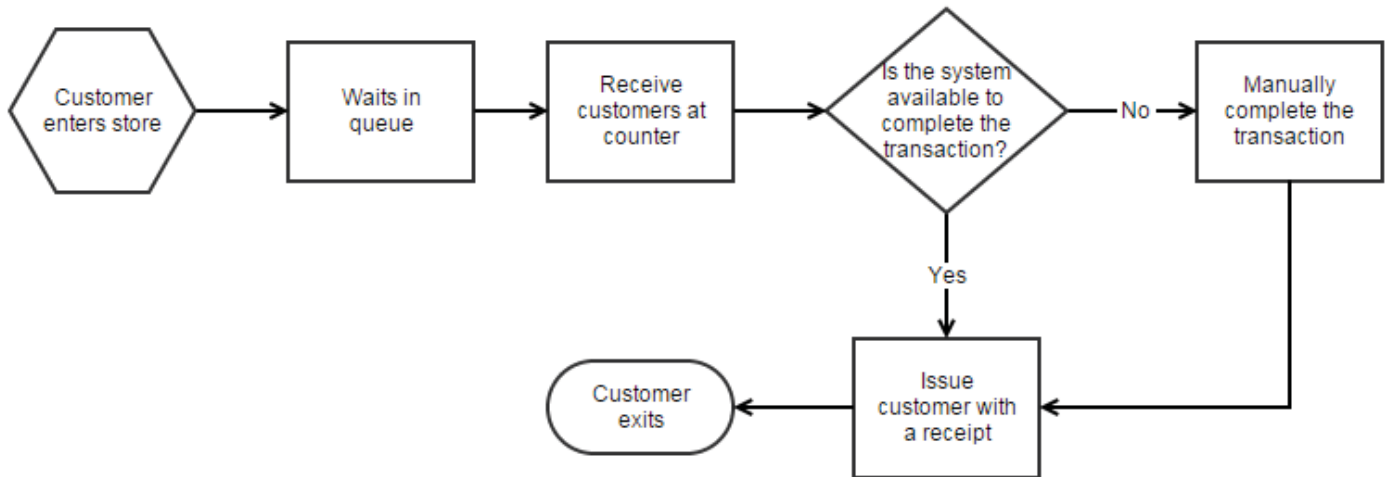 Customer
enters store
Waits in
queue
Receive
customers at
counter
Is the system
available to
complete the
transaction?
No
Manually
complete the
transaction
Yes
Issue
customer with
a receipt
Customer
exits